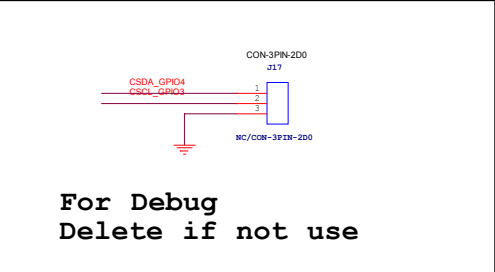 CON-3PIN-2D0
J17
CSDA_GPIO4
1
CSCL_GPIO3
2
3
NC/CON-3PIN-2D0
For Debug
Delete if not use